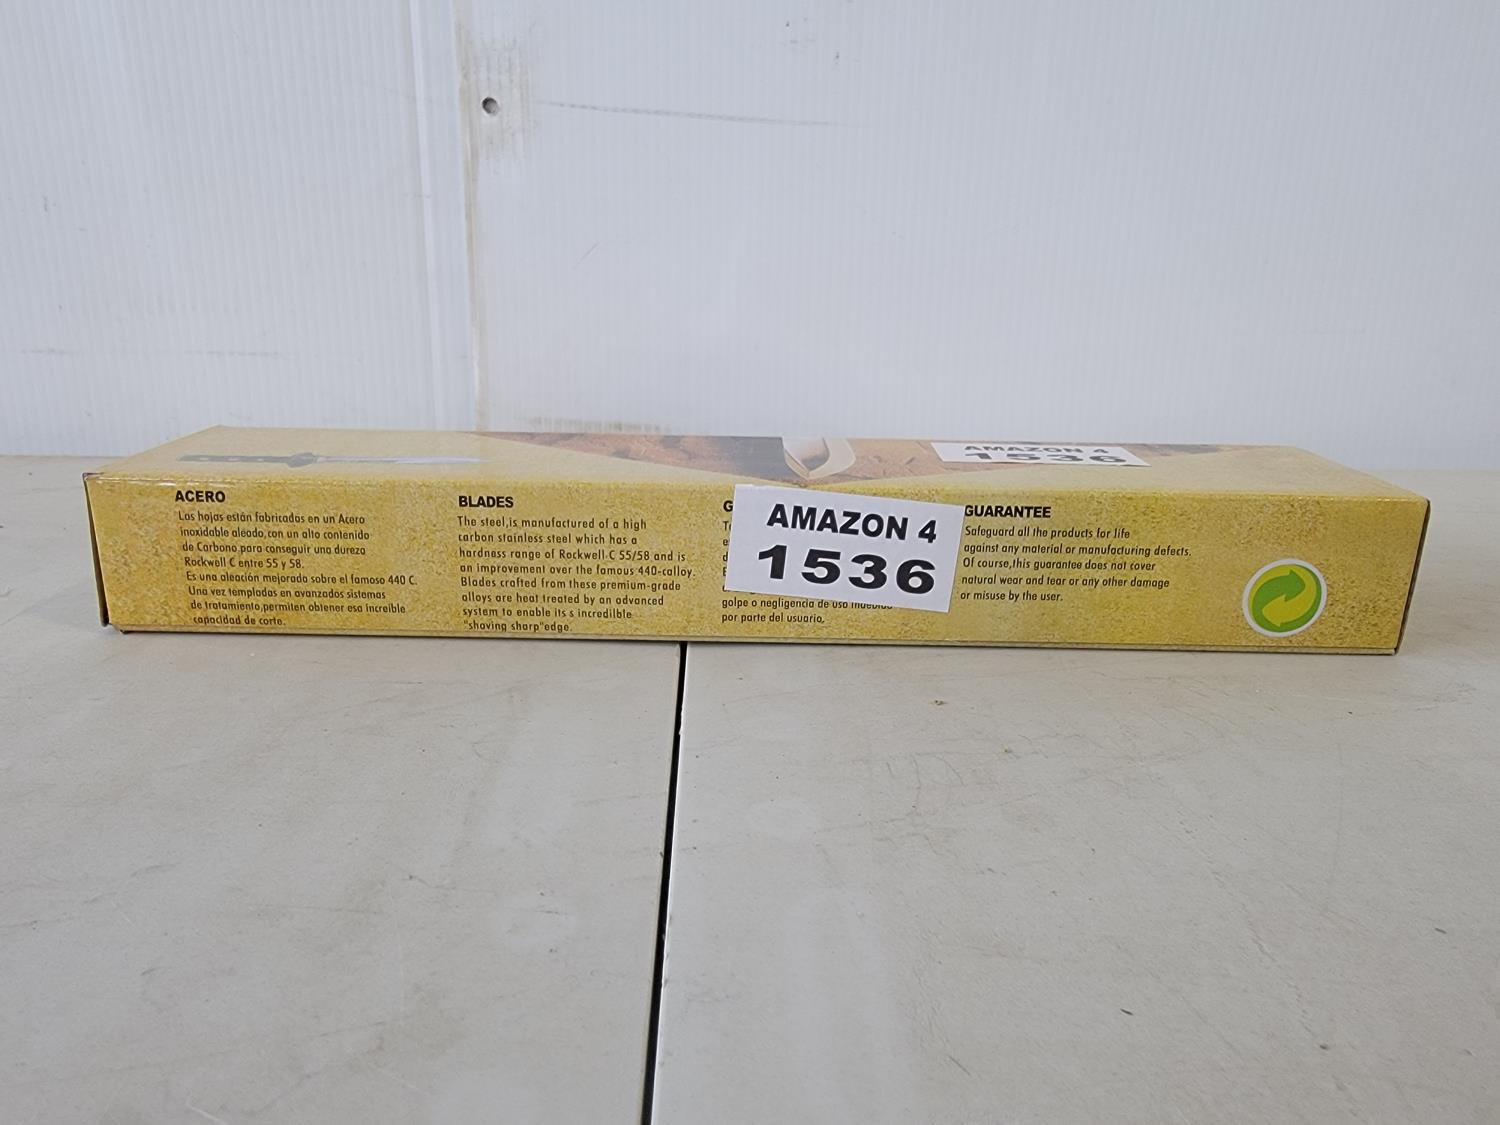 AMAZON 4
1536
ACERO
Las hojas están fabricadas en un Acero
inoxidable aleado,con un alto contenido
de Carbono para conseguir una dureza
Rockwell C entre 55 y 58.
Es una aleación mejorada sobre el famoso 440 C.
Una vez templadas en avanzados sistemas
de tratamiento,permiten obtener esa increible
capacidad de corte.
BLADES
The steel,is manufactured of a high
carbon stainless steel which has a
hardness range of Rockwell-C 55/58 and is
an improvement over the famous 440-calloy.
Blades crafted from these premium-grade
alloys are heat treated by an advanced
system to enable its s incredilble
"shaving sharp"edge.
AMAZON 4
1536
golpe o negligencia de uso
por parte del usuario,
GUARANTEE
Safeguard all the products for life
against any material or manufacturing defects.
Of course,this guarantee does not cover
natural wear and tear or any other damage
or misuse by the user.